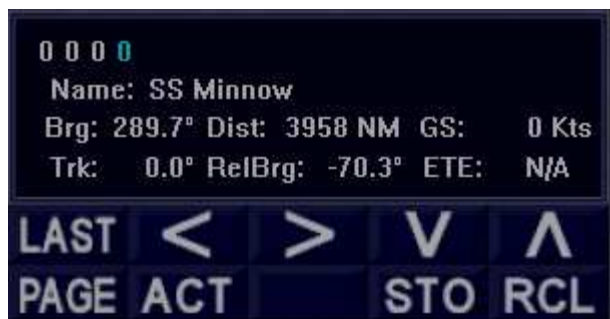 0 0 0 0
Name: SS Minnow
Brg: 289.7° Dist: 3958 NM GS: 0 Kts
Trk: 0.0° RelBrg: -70.3° ETE: N/A
LAST < > V Λ
PAGE ACT STO RCL